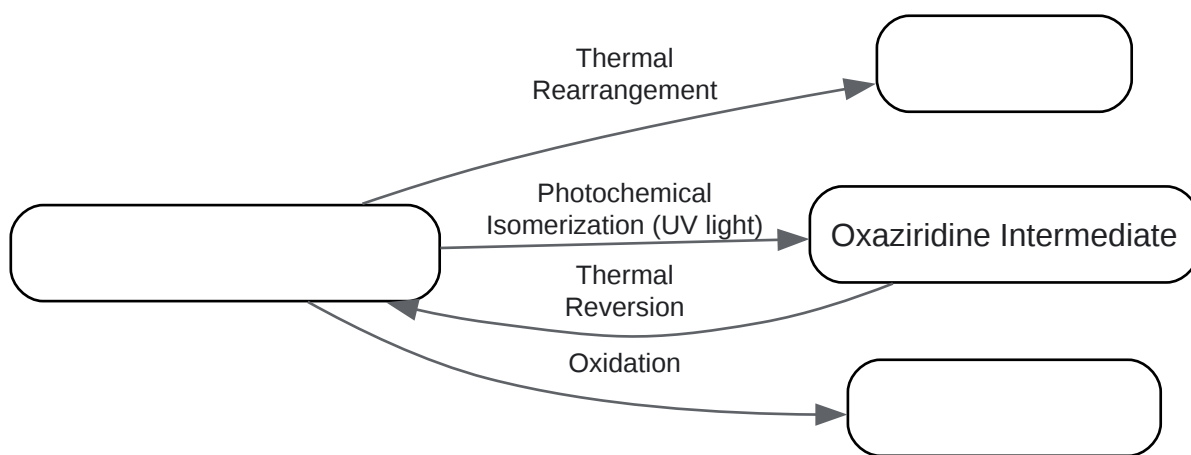 Thermal
Rearrangement
Photochemical
Isomerization (UV light)
Oxaziridine Intermediate
Thermal
Reversion
Oxidation